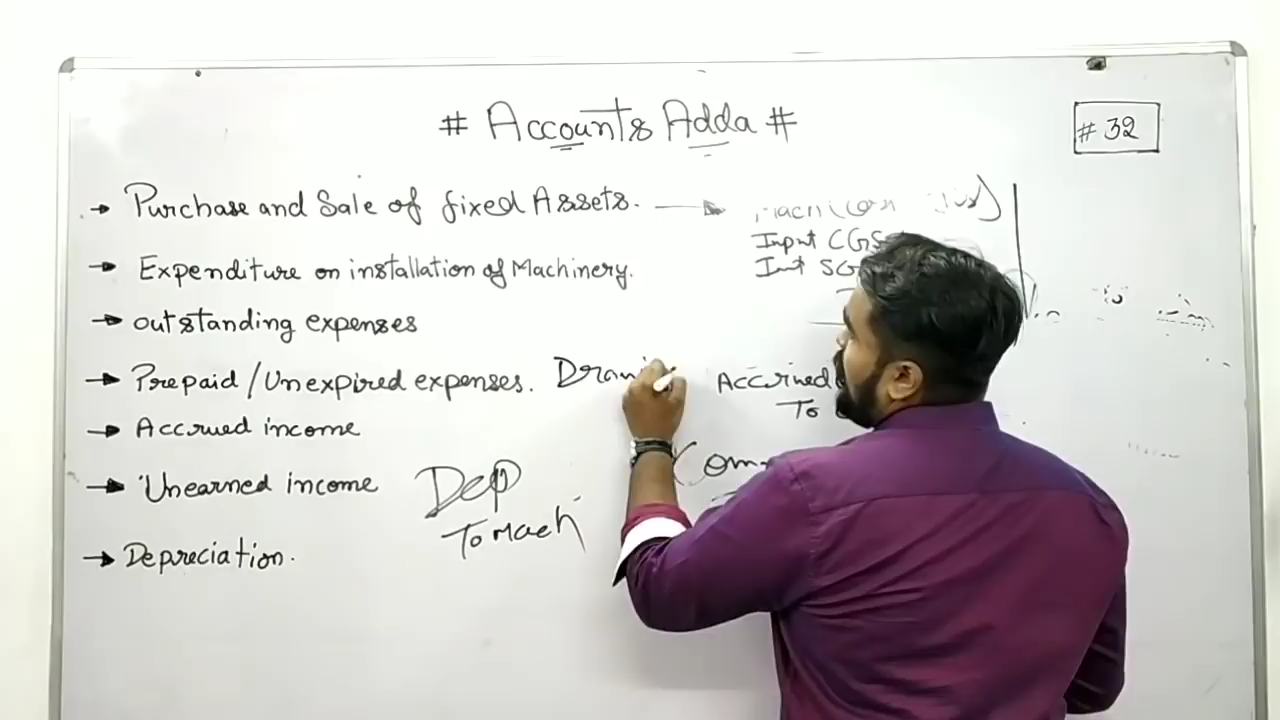 # Accounts Adda #
# 32
→ Purchase and Sale of fixed Assets. →
Input CGS
→ Expenditure on installation of Machinery.
→ outstanding expenses
→ Prepaid / Unexpired expenses.
Accrued
To
→ Accrued income
→ Unearned income
Dep
To Mach
→ Depreciation.